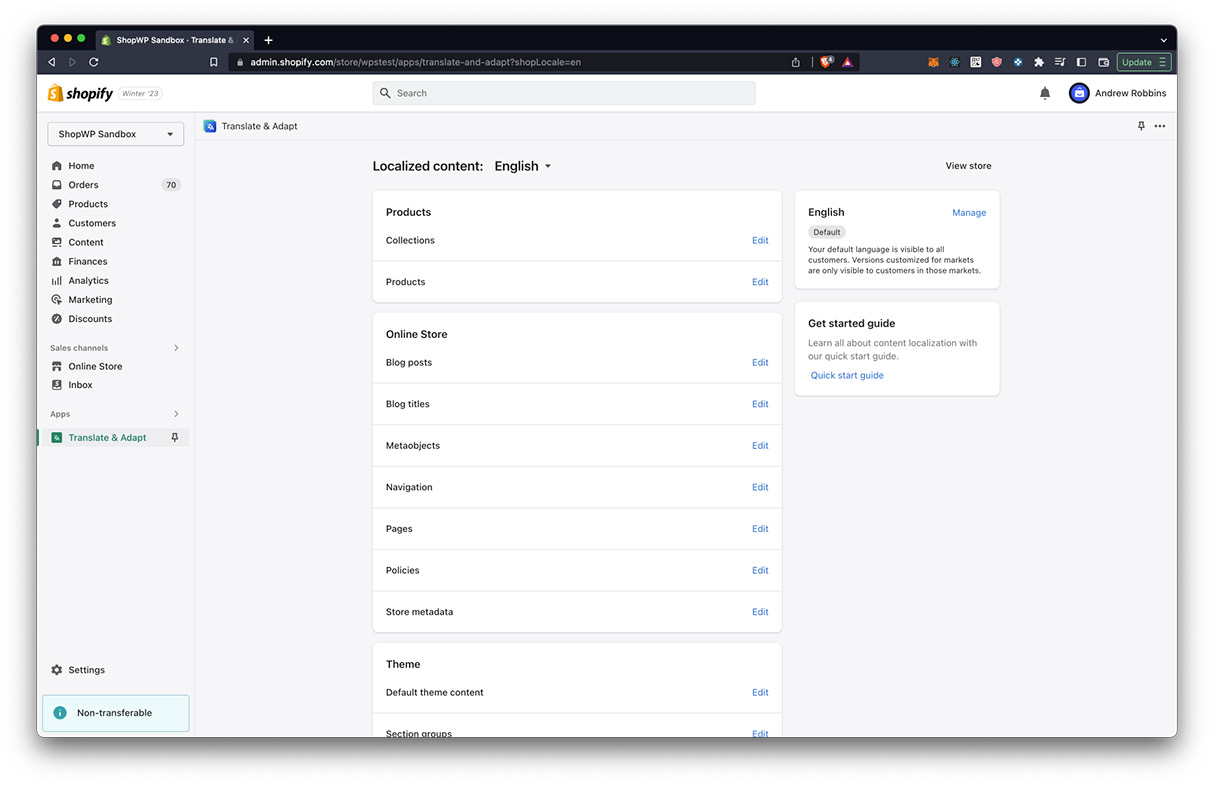 ShopWP Sandbox · Translate &
admin.shopify.com/store/wpstest/apps/translate-and-adapt?shopLocale=en
4
Update
shopify
Winter '23
Search
Andrew Robbins
ShopWP Sandbox
Home
Orders
70
Products
Customers
Content
Finances
Analytics
Marketing
Discounts
Sales channels
Online Store
Inbox
Apps
Translate & Adapt
Settings
Non-transferable
Translate & Adapt
Localized content: English
View store
Products
Collections
Edit
Products
Edit
Online Store
Blog posts
Edit
Blog titles
Edit
Metaobjects
Edit
Navigation
Edit
Pages
Edit
Policies
Edit
Store metadata
Edit
Theme
Default theme content
Edit
Section groups
Edit
English
Manage
Default
Your default language is visible to all
customers. Versions customized for markets
are only visible to customers in those markets.
Get started guide
Learn all about content localization with
our quick start guide.
Quick start guide